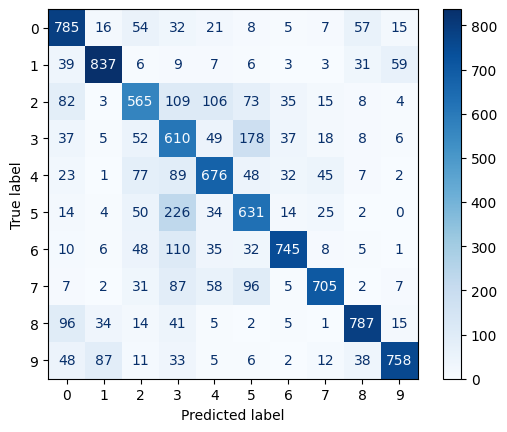 0 785 16 54 32 21 8 5 7 57 15
1 39 837 6 9 7 6 3 3 31 59
2 82 3 565 109 106 73 35 15 8 4
3 37 5 52 610 49 178 37 18 8 6
4 23 1 77 89 676 48 32 45 7 2
5 14 4 50 226 34 631 14 25 2 0
6 10 6 48 110 35 32 745 8 5 1
7 7 2 31 87 58 96 5 705 2 7
8 96 34 14 41 5 2 5 1 787 15
9 48 87 11 33 5 6 2 12 38 758
0 1 2 3 4 5 6 7 8 9
Predicted label
True label
800
700
600
500
400
300
200
100
0